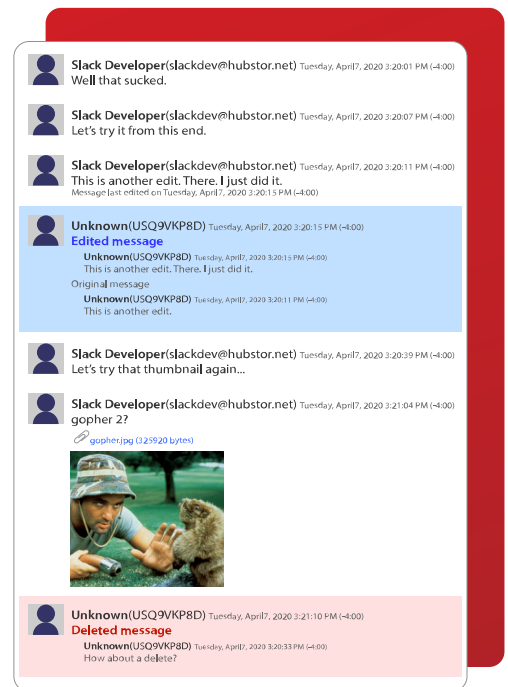 Slack Developer(slackdev@hubstor.net) Tuesday, April 7, 2020 3:20:01 PM (-4:00)
Well that sucked.
Slack Developer(slackdev@hubstor.net) Tuesday, April 7, 2020 3:20:07 PM (-4:00)
Let's try it from this end.
Slack Developer(slackdev@hubstor.net) Tuesday, April 7, 2020 3:20:11 PM (-4:00)
This is another edit. There. I just did it.
Message last edited on Tuesday, April 7, 2020 3:20:15 PM (-4:00)
Unknown(USQ9VKP8D) Tuesday, April 7, 2020 3:20:15 PM (-4:00)
Edited message
Unknown(USQ9VKP8D) Tuesday, April 7, 2020 3:20:15 PM (-4:00)
This is another edit. There. I just did it.
Original message
Unknown(USQ9VKP8D) Tuesday, April 7, 2020 3:20:11 PM (-4:00)
This is another edit.
Slack Developer(slackdev@hubstor.net) Tuesday, April 7, 2020 3:20:39 PM (-4:00)
Let's try that thumbnail again...
Slack Developer(slackdev@hubstor.net) Tuesday, April 7, 2020 3:21:04 PM (-4:00)
gopher 2?
gopher.jpg (325920 bytes)
Unknown(USQ9VKP8D) Tuesday, April 7, 2020 3:21:10 PM (-4:00)
Deleted message
Unknown(USQ9VKP8D) Tuesday, April 7, 2020 3:20:33 PM (-4:00)
How about a delete?